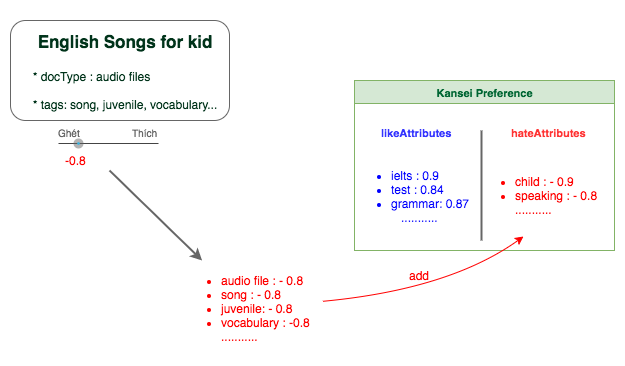 English Songs for kid
* docType : audio files
* tags: song, juvenile, vocabulary...
Ghét Thích
-0.8
Kansei Preference
likeAttributes
hateAttributes
• ielts : 0.9
• test : 0.84
• grammar: 0.87
...........
• child : - 0.9
• speaking : - 0.8
...........
add
• audio file : - 0.8
• song : - 0.8
• juvenile: - 0.8
• vocabulary : -0.8
...........